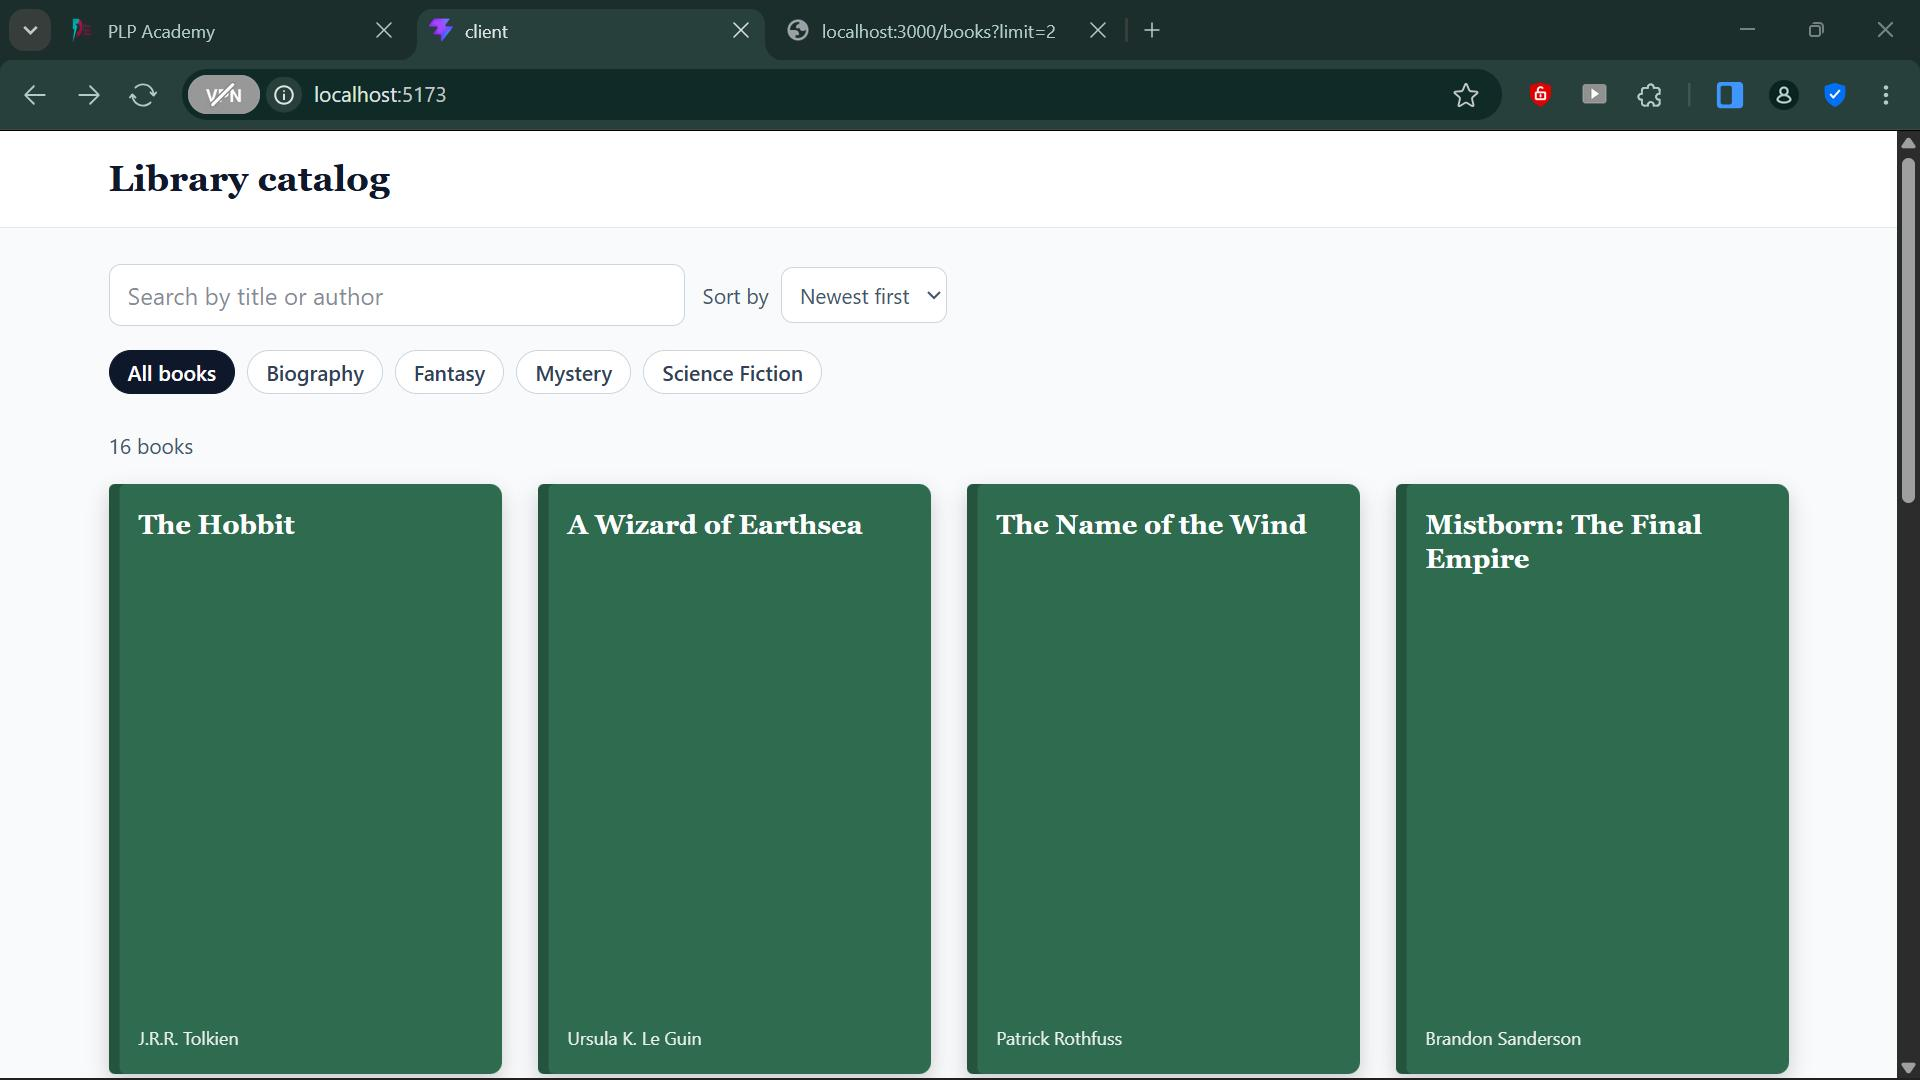 PLP Academy
client
localhost:3000/books?limit=2
VPN
localhost:5173
Library catalog
Search by title or author
Sort by
Newest first
All books
Biography
Fantasy
Mystery
Science Fiction
16 books
The Hobbit
J.R.R. Tolkien
A Wizard of Earthsea
Ursula K. Le Guin
The Name of the Wind
Patrick Rothfuss
Mistborn: The Final
Empire
Brandon Sanderson